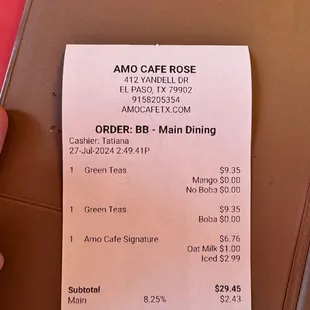 AMO CAFE ROSE
412 YANDELL DR
EL PASO, TX 79902
9158205354
AMOCAFETX.COM
ORDER: BB - Main Dining
Cashier: Tatiana
27-Jul-2024 2:49:41P
1 Green Teas $9.35
Mango $0.00
No Boba $0.00
1 Green Teas $9.35
Boba $0.00
1 Amo Cafe Signature $6.76
Oat Milk $1.00
Iced $2.99
Subtotal $29.45
Main 8.25% $2.43